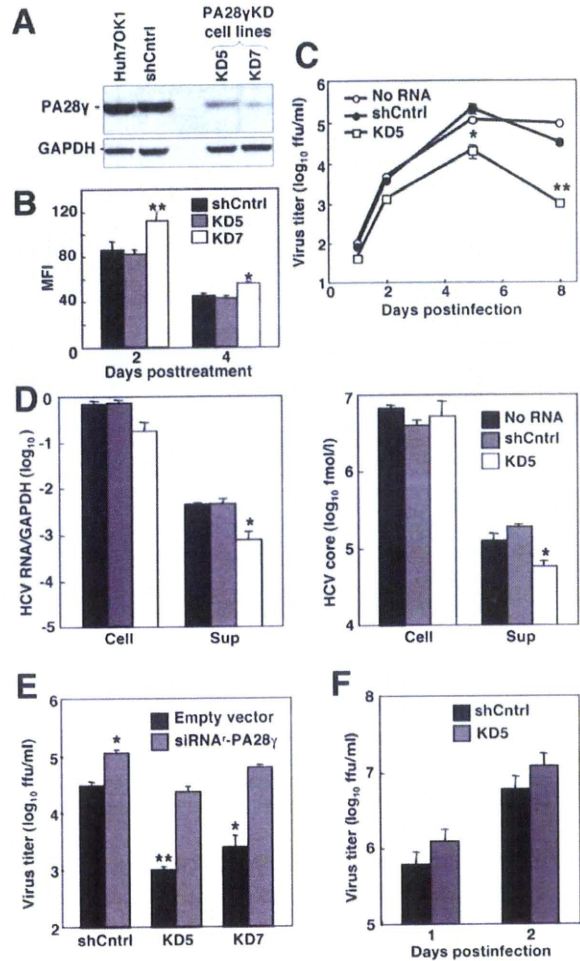 A
Huh7OK1
shCntrl
PA28γKD
cell lines
KD5
KD7
PA28γ -
GAPDH -
B
120
80
40
0
MFI
shCntrl
KD5
KD7
**
*
2
4
Days posttreatment
C
6
5
4
3
2
1
Virus titer (log10 ffu/ml)
No RNA
shCntrl
KD5
*
**
0
2
4
6
8
Days postinfection
D
0
-1
-2
-3
-4
-5
HCV RNA/GAPDH (log10)
*
Cell
Sup
7
6
5
4
HCV core (log10 fmol/l)
No RNA
shCntrl
KD5
*
Cell
Sup
E
6
5
4
3
2
Virus titer (log10 ffu/ml)
Empty vector
siRNAr-PA28γ
*
**
*
shCntrl
KD5
KD7
F
8
7
6
5
Virus titer (log10 ffu/ml)
shCntrl
KD5
1
2
Days postinfection